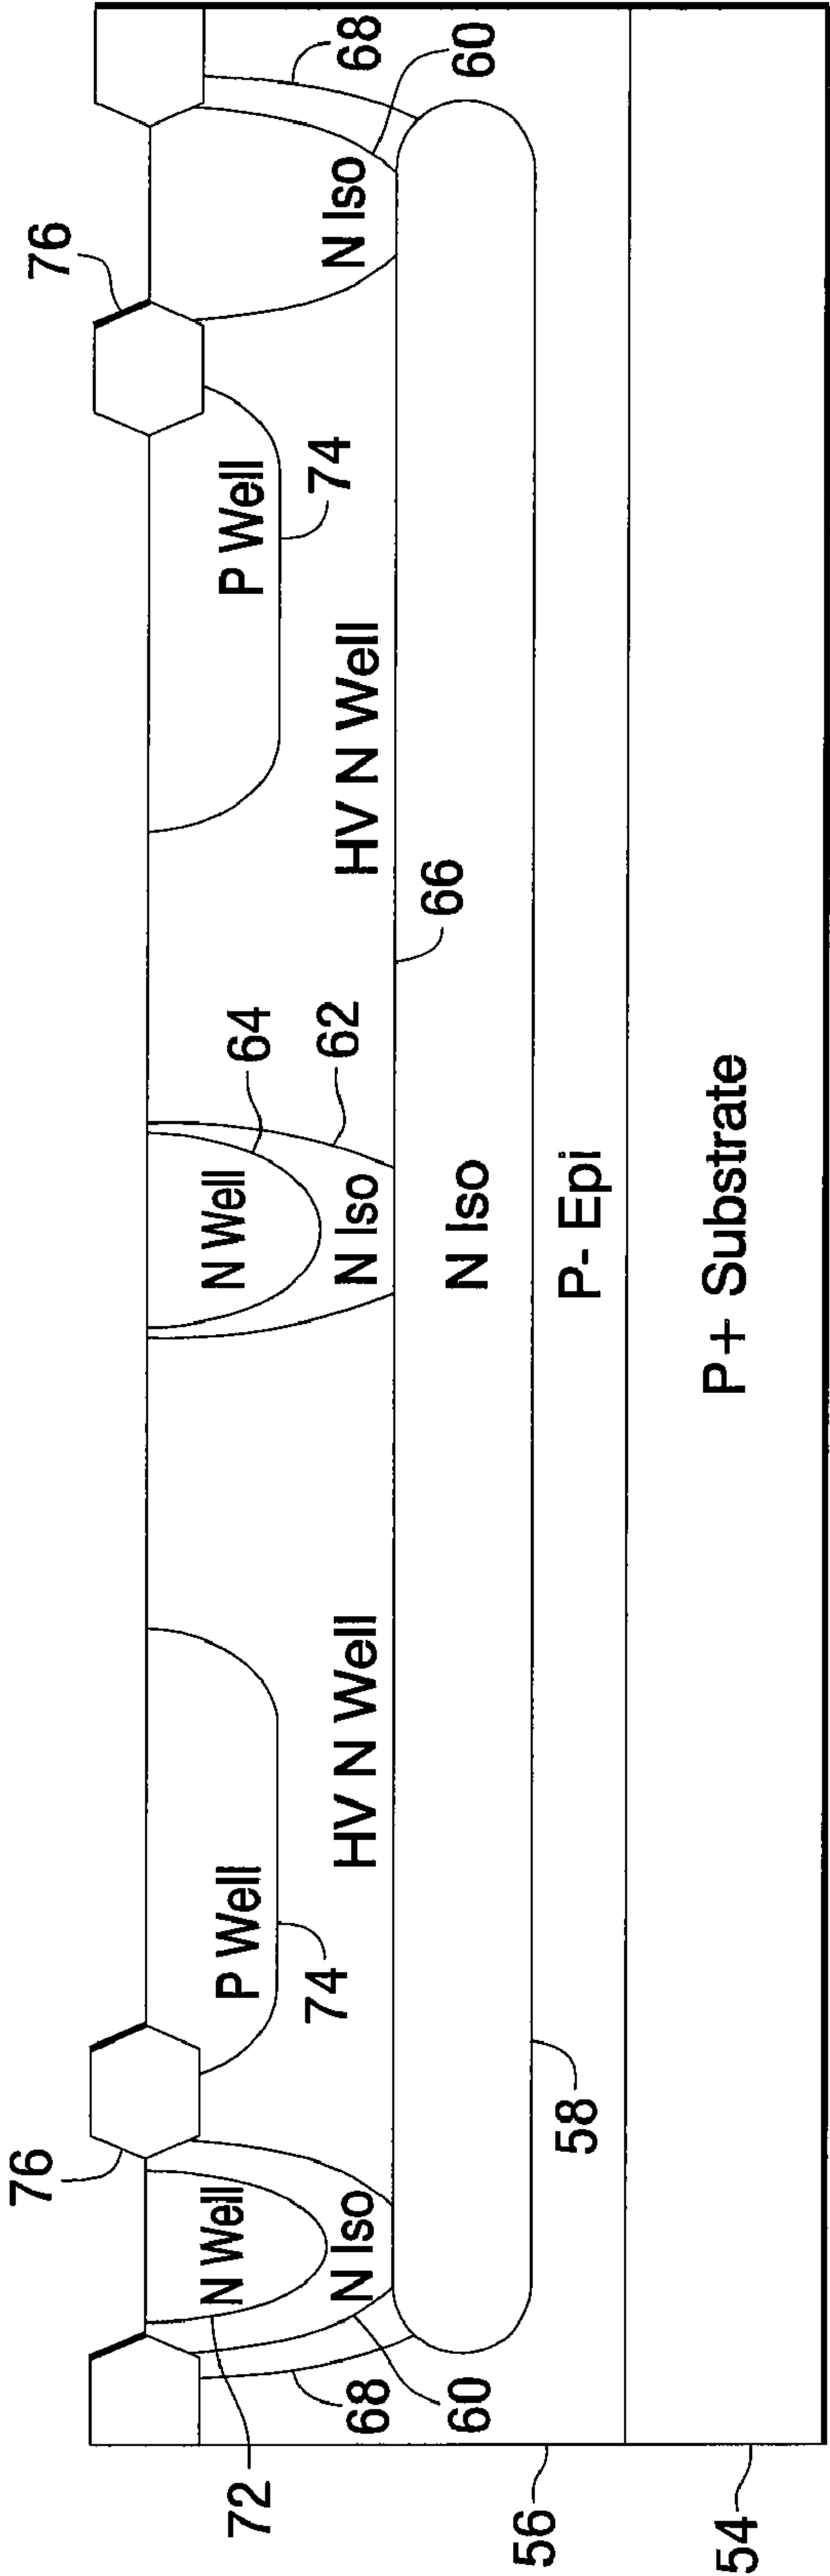 76
76
68
60
N Well
N Iso
72
68
60
P Well
74
HV N Well
N Well
N Iso
64
62
66
HV N Well
P Well
74
N Iso
N Iso
58
P- Epi
56
P+ Substrate
54